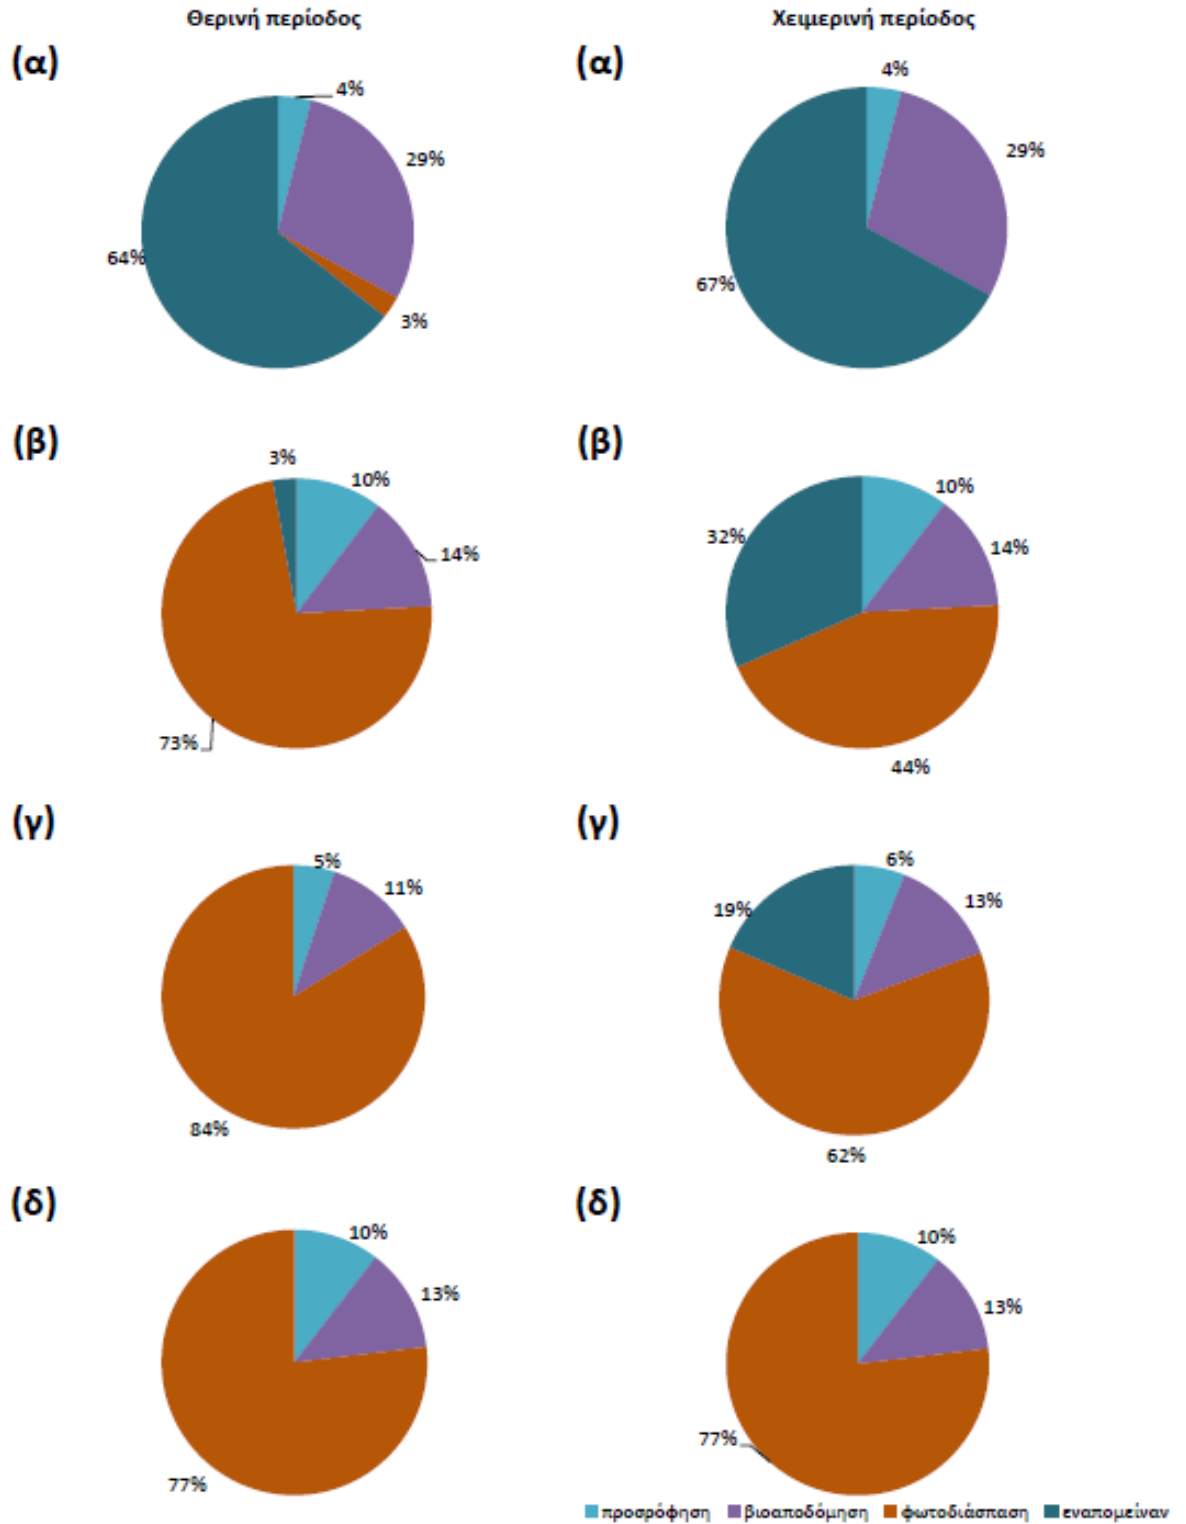 Θερινή περίοδος
Χειμερινή περίοδος
(α)
4%
29%
64%
3%
(α)
4%
29%
67%
(β)
3%
10%
14%
73%
(β)
10%
32%
14%
44%
(γ)
5%
11%
84%
(γ)
6%
13%
19%
62%
(δ)
10%
13%
77%
(δ)
10%
13%
77%
προσρόφηση βιοαποδόμηση φωτοδιάσπαση εναπομείναν